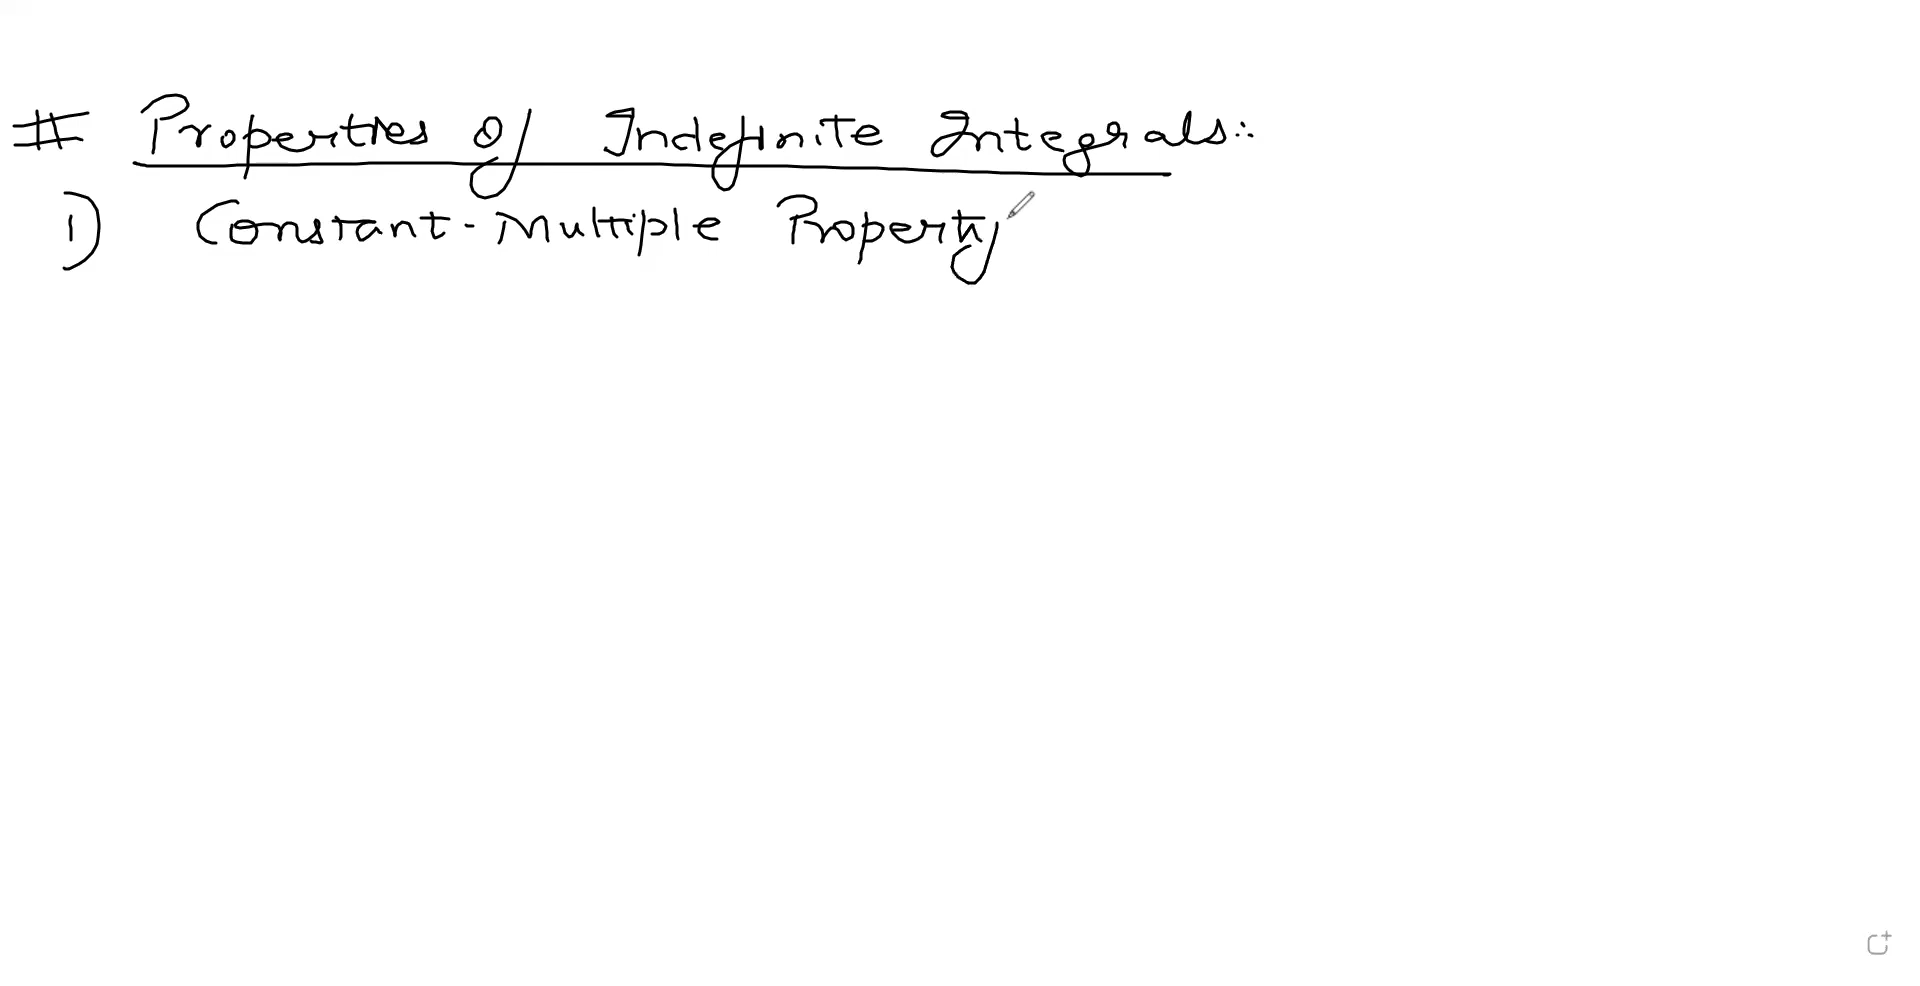 # Properties of Indefinite Integrals:-
1) Constant-Multiple Property